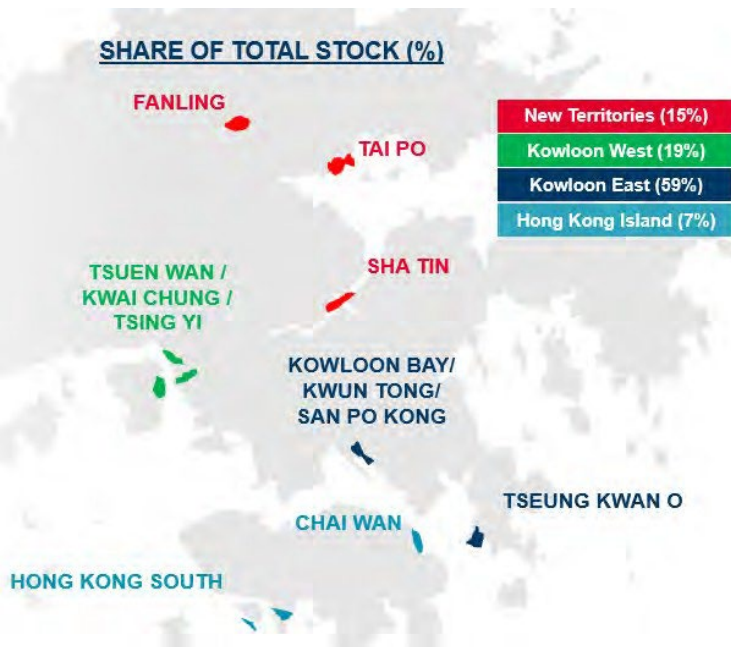 SHARE OF TOTAL STOCK (%)
FANLING
TAI PO
New Territories (15%)
Kowloon West (19%)
Kowloon East (59%)
Hong Kong Island (7%)
SHA TIN
TSUEN WAN /
KWAI CHUNG /
TSING YI
KOWLOON BAY/
KWUN TONG/
SAN PO KONG
TSEUNG KWAN O
CHAI WAN
HONG KONG SOUTH